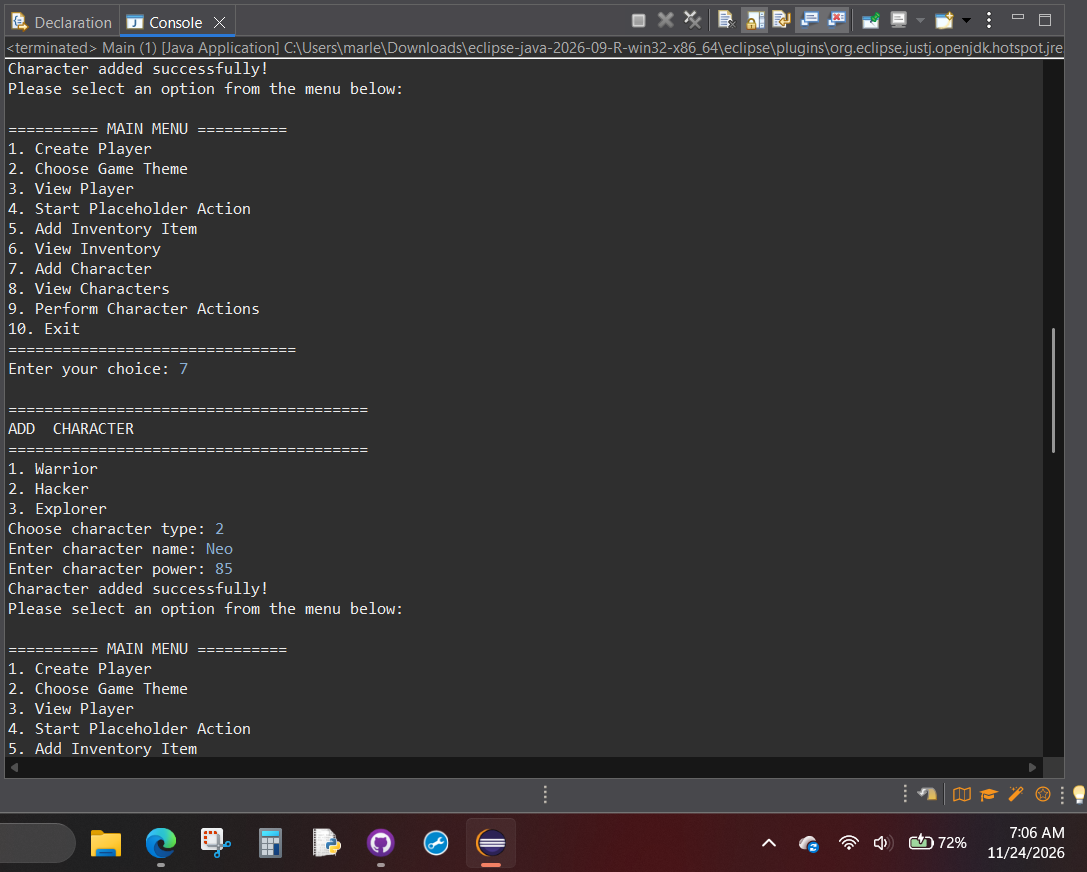 Declaration Console
<terminated> Main (1) [Java Application] C:\Users\marle\Downloads\eclipse-java-2026-09-R-win32-x86_64\eclipse\plugins\org.eclipse.justj.openjdk.hotspot.jre
Character added successfully!
Please select an option from the menu below:
========== MAIN MENU ==========
1. Create Player
2. Choose Game Theme
3. View Player
4. Start Placeholder Action
5. Add Inventory Item
6. View Inventory
7. Add Character
8. View Characters
9. Perform Character Actions
10. Exit
================================
Enter your choice: 7
========================================
ADD  CHARACTER
========================================
1. Warrior
2. Hacker
3. Explorer
Choose character type: 2
Enter character name: Neo
Enter character power: 85
Character added successfully!
Please select an option from the menu below:
========== MAIN MENU ==========
1. Create Player
2. Choose Game Theme
3. View Player
4. Start Placeholder Action
5. Add Inventory Item
72%
7:06 AM
11/24/2026